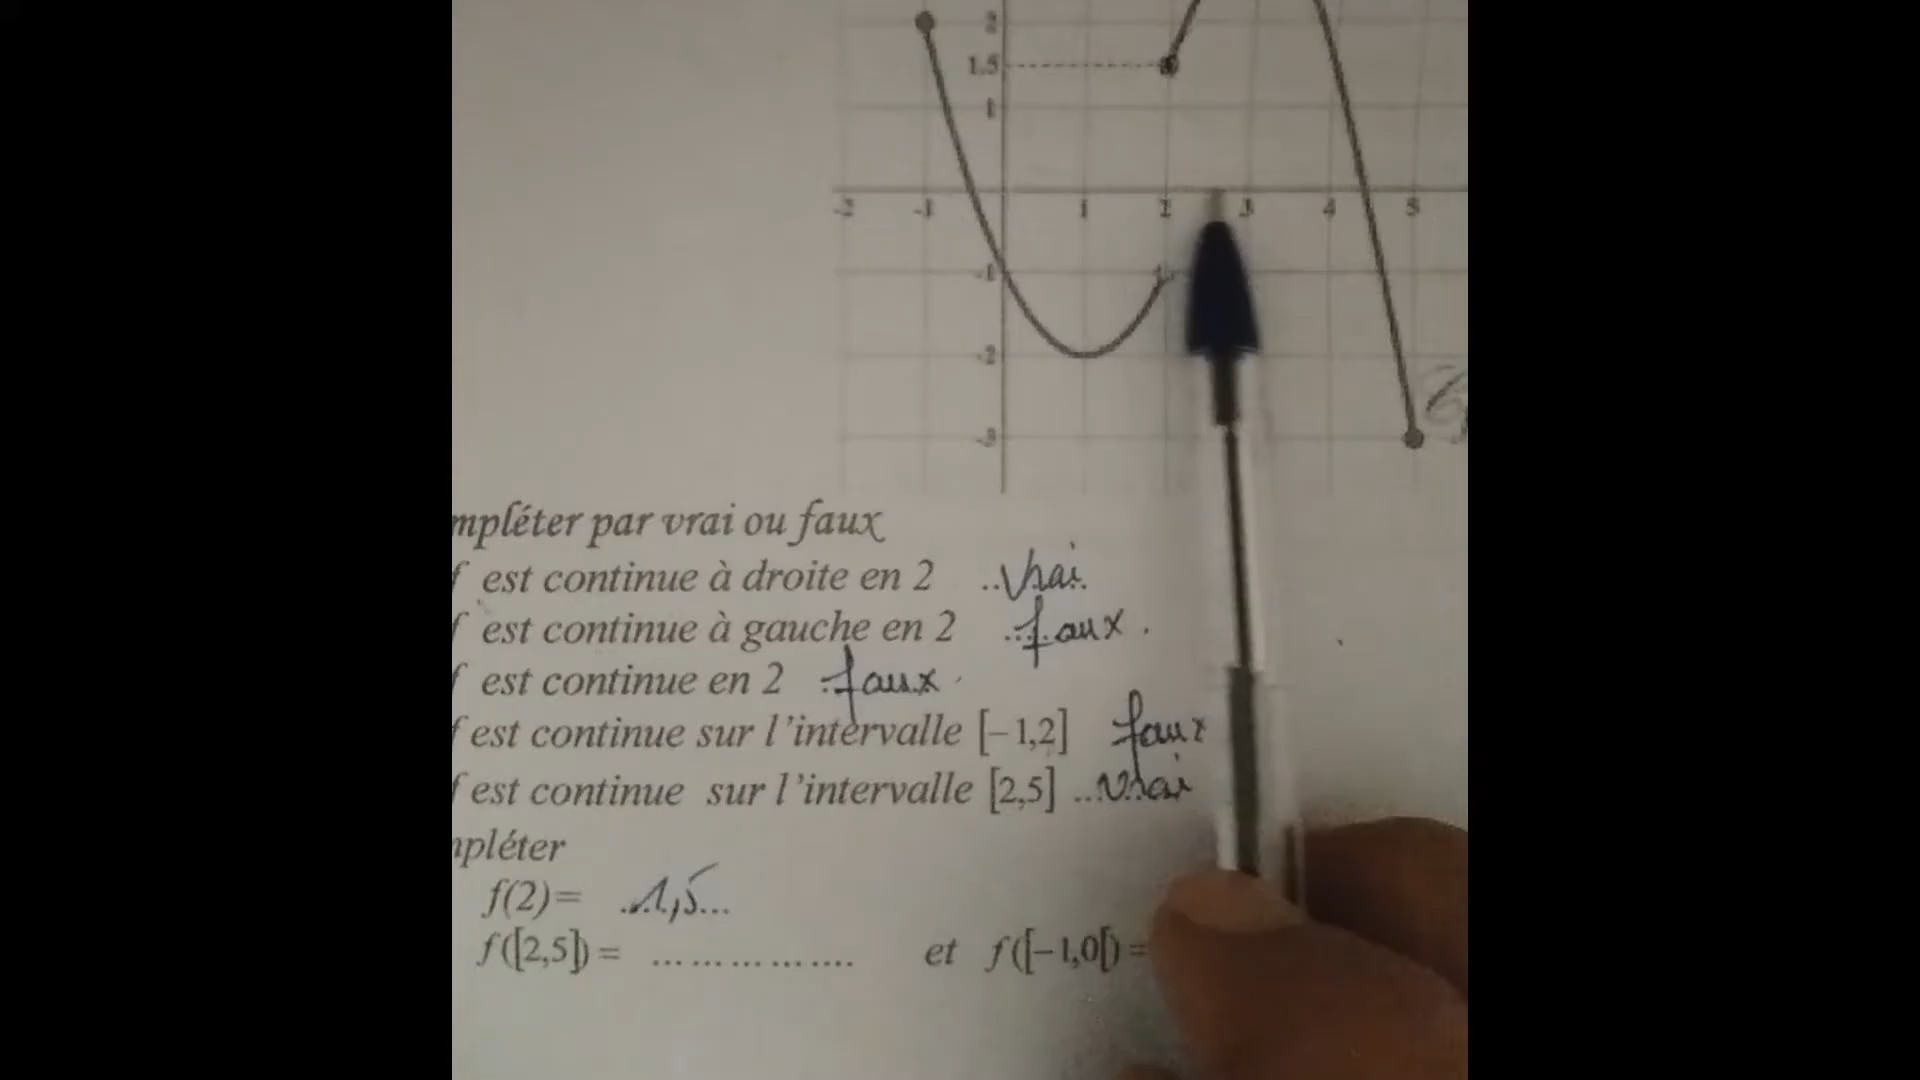 2
1,5
1
-2 -1 1 2 3 4 5
-1
-2
-3
mpléter par vrai ou faux
f est continue à droite en 2 ..vrai.
f est continue à gauche en 2 ...faux.
f est continue en 2 .faux.
f est continue sur l'intervalle [–1,2] faux
f est continue sur l'intervalle [2,5] ...vrai
mpléter
f(2)= ..1,5...
f([2,5])= ................ et f([–1,0[)=